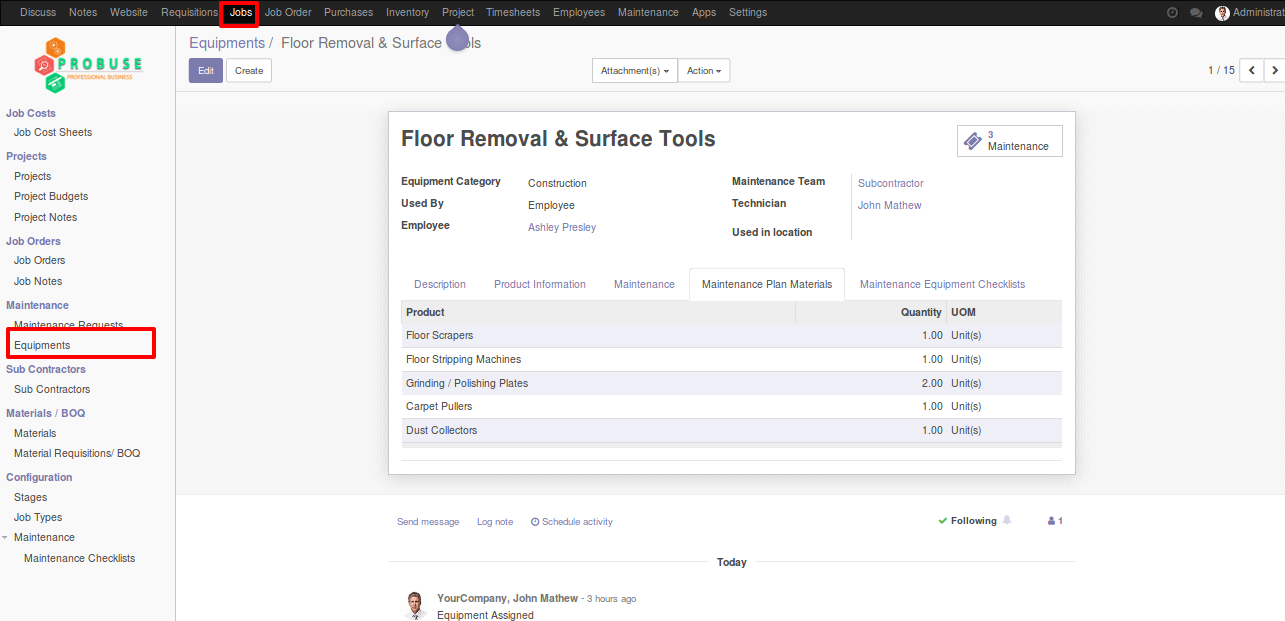 Discuss Notes Website Requisitions Jobs Job Order Purchases Inventory Project Timesheets Employees Maintenance Apps Settings Administrat
PROBUSE
PROFESSIONAL BUSINESS
Equipments / Floor Removal & Surface ols
Edit Create Attachment(s) Action 1 / 15
Job Costs
Job Cost Sheets
Projects
Projects
Project Budgets
Project Notes
Job Orders
Job Orders
Job Notes
Maintenance
Maintenance Requests
Equipments
Sub Contractors
Sub Contractors
Materials / BOQ
Materials
Material Requisitions/ BOQ
Configuration
Stages
Job Types
Maintenance
Maintenance Checklists
Floor Removal & Surface Tools
3
Maintenance
Equipment Category Construction
Used By Employee
Employee Ashley Presley
Maintenance Team Subcontractor
Technician John Mathew
Used in location
Description Product Information Maintenance Maintenance Plan Materials Maintenance Equipment Checklists
Product Quantity UOM
Floor Scrapers 1.00 Unit(s)
Floor Stripping Machines 1.00 Unit(s)
Grinding / Polishing Plates 2.00 Unit(s)
Carpet Pullers 1.00 Unit(s)
Dust Collectors 1.00 Unit(s)
Send message Log note Schedule activity Following 1
Today
YourCompany, John Mathew - 3 hours ago
Equipment Assigned